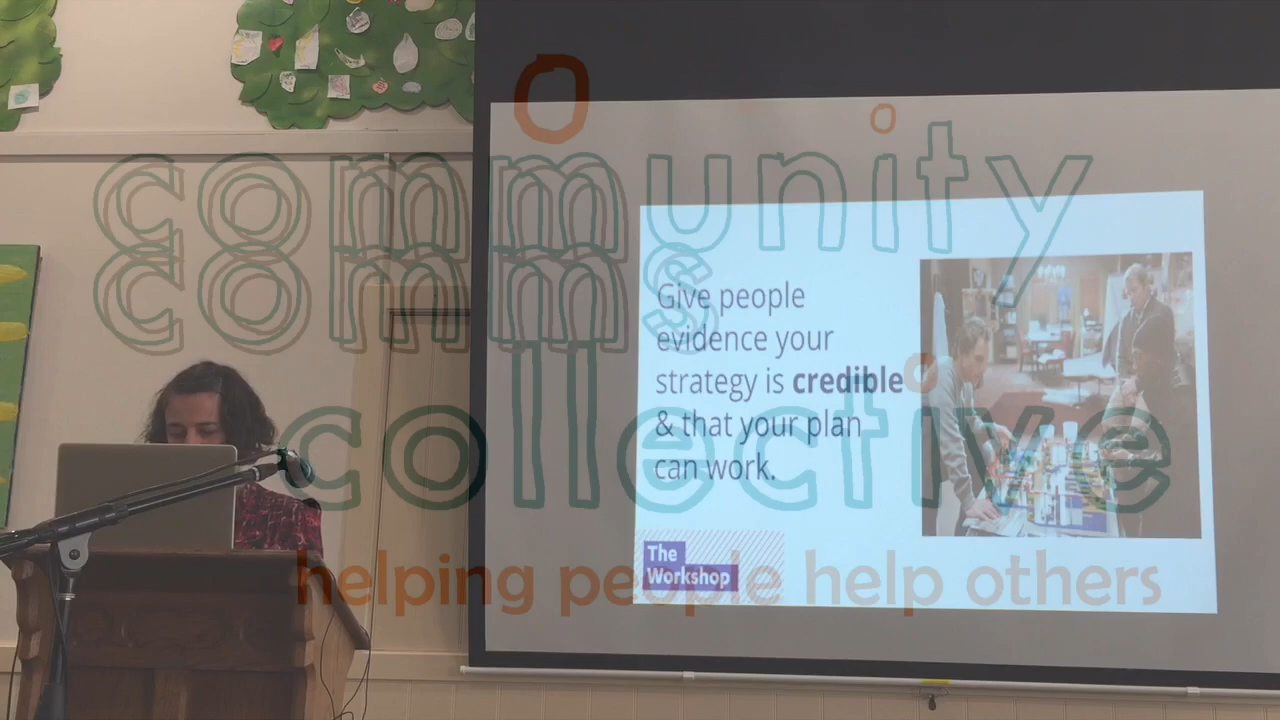 community
comms
collective
helping people help others
Give people
evidence your
strategy is credible
& that your plan
can work.
The
Workshop